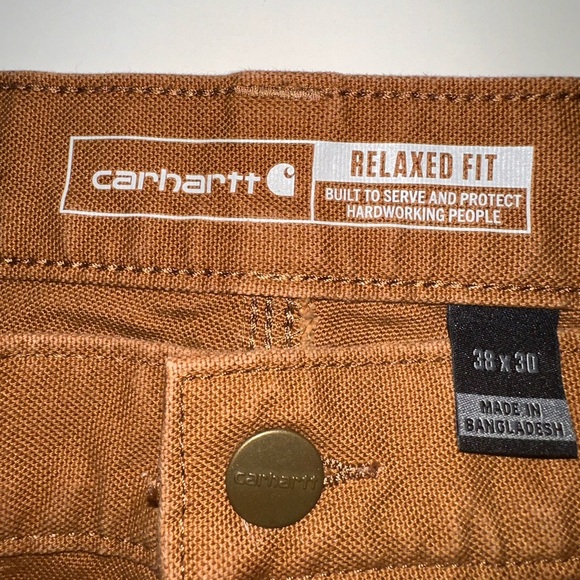 carhartt
RELAXED FIT
BUILT TO SERVE AND PROTECT
HARDWORKING PEOPLE
38 x 30
MADE IN
BANGLADESH
carhartt